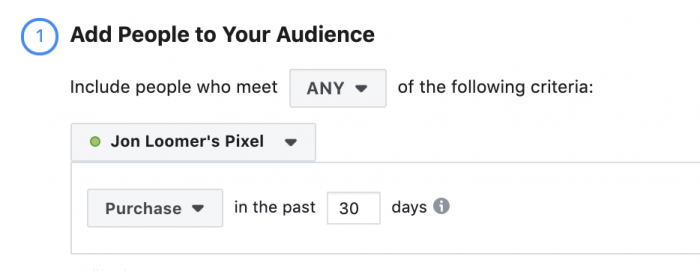 1 Add People to Your Audience
Include people who meet ANY of the following criteria:
Jon Loomer's Pixel
Purchase in the past 30 days